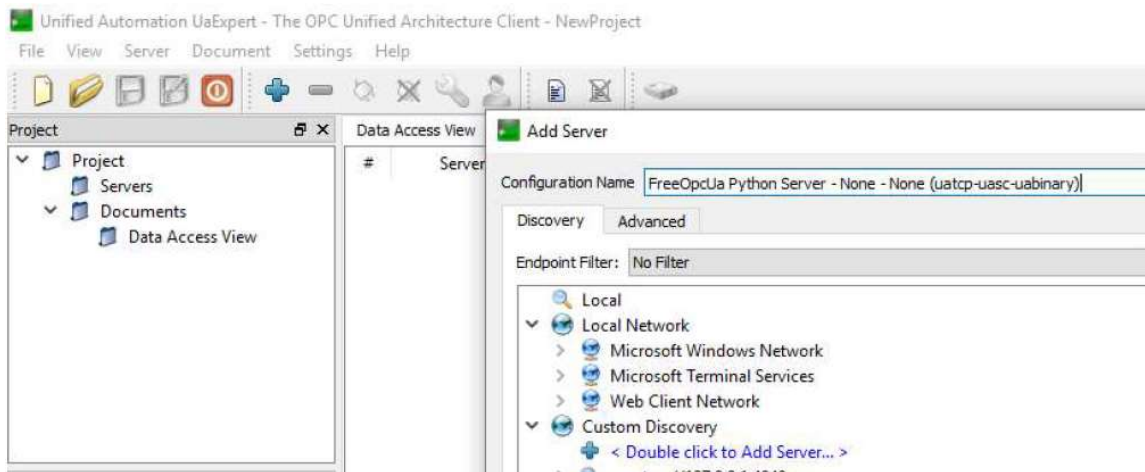 Unified Automation UaExpert - The OPC Unified Architecture Client - NewProject
File View Server Document Settings Help
Project
Project
Servers
Documents
Data Access View
Data Access View
# Server
Add Server
Configuration Name FreeOpcUa Python Server - None - None (uatcp-uasc-uabinary)
Discovery Advanced
Endpoint Filter: No Filter
Local
Local Network
Microsoft Windows Network
Microsoft Terminal Services
Web Client Network
Custom Discovery
< Double click to Add Server... >